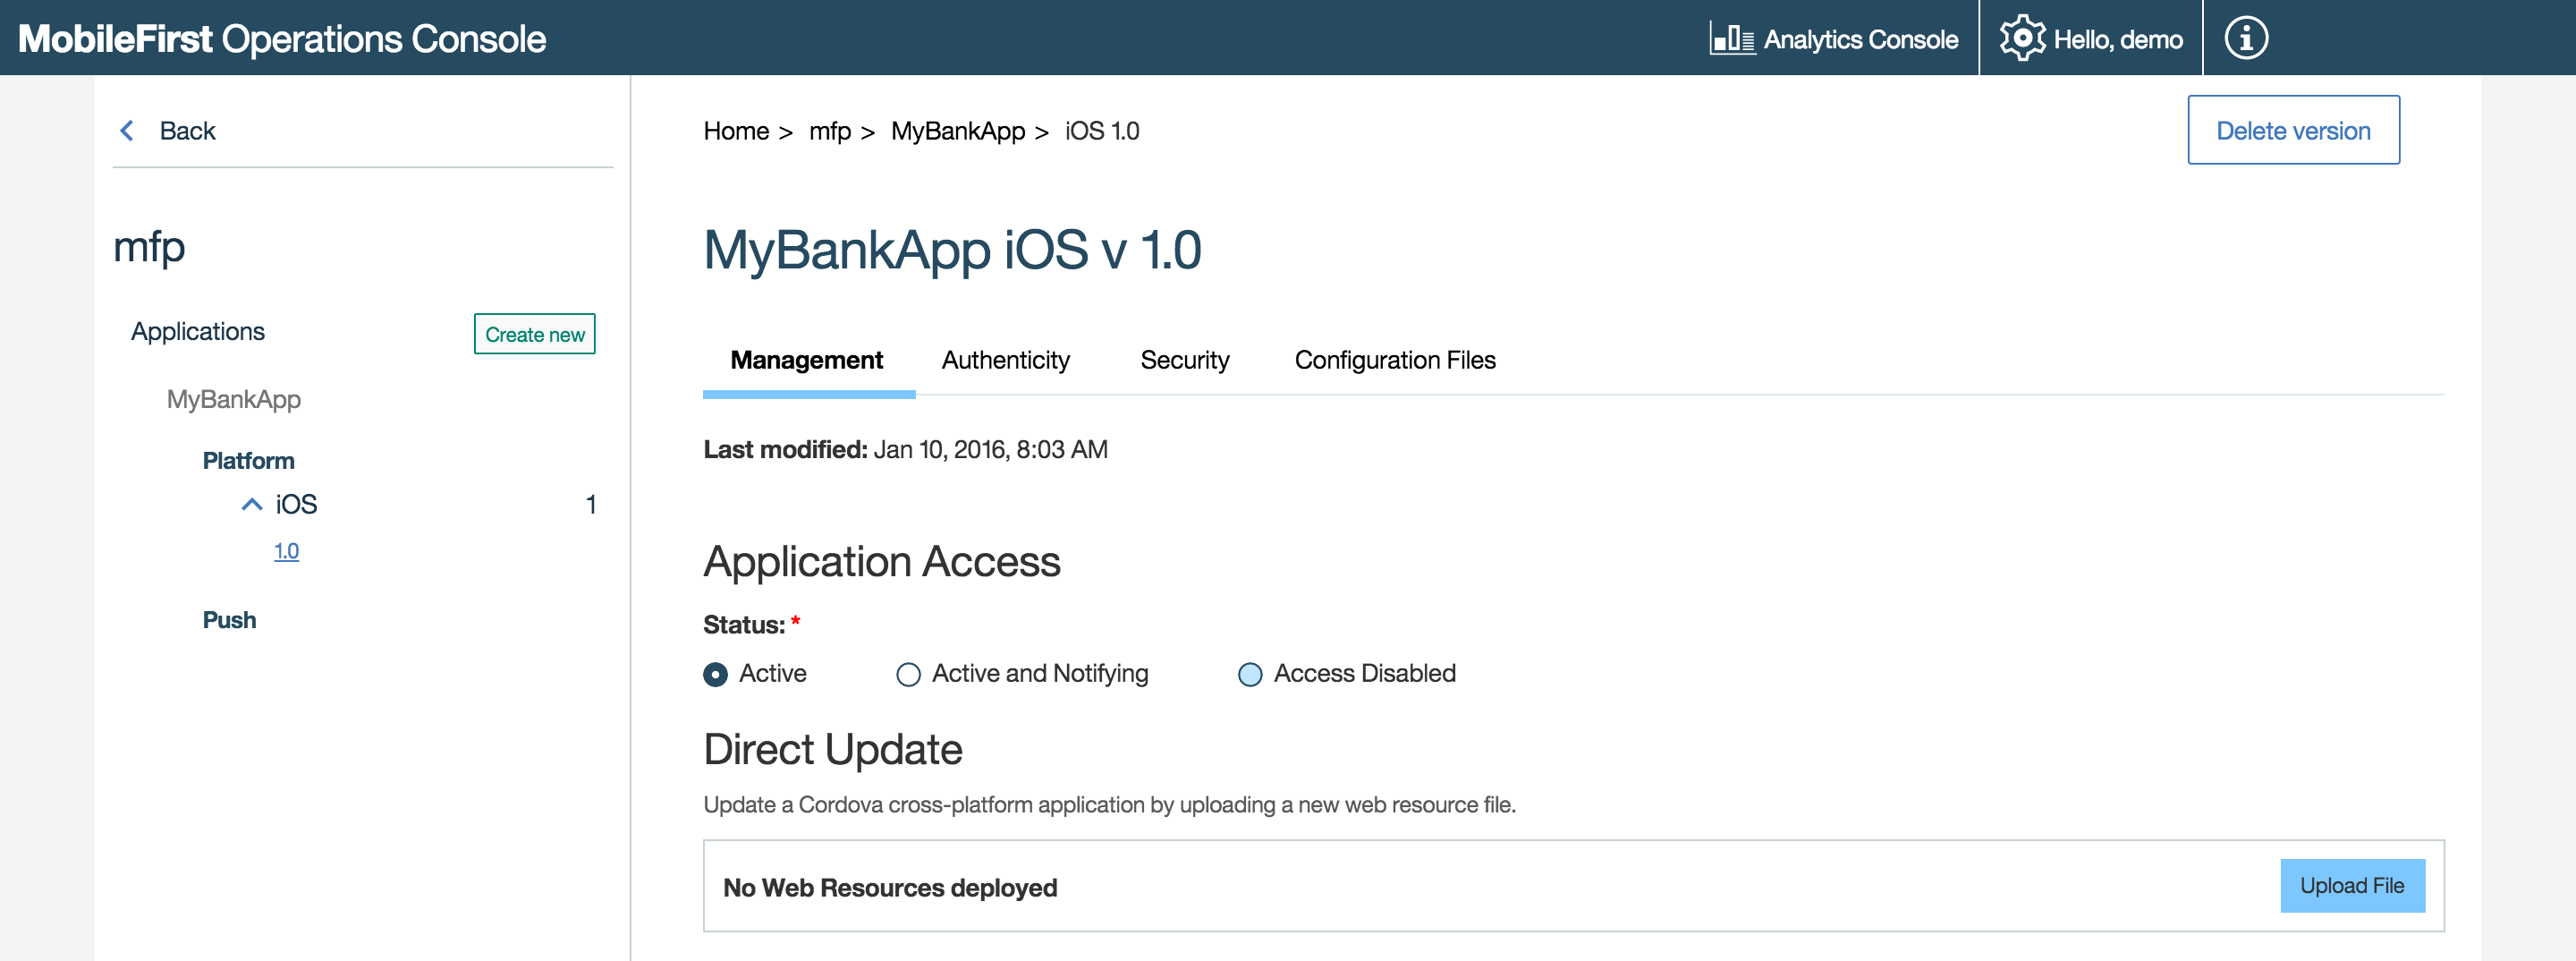 MobileFirst Operations Console
Analytics Console
Hello, demo
Back
mfp
Applications
Create new
MyBankApp
Platform
iOS 1
1.0
Push
Home > mfp > MyBankApp > iOS 1.0
Delete version
MyBankApp iOS v 1.0
Management Authenticity Security Configuration Files
Last modified: Jan 10, 2016, 8:03 AM
Application Access
Status: *
Active Active and Notifying Access Disabled
Direct Update
Update a Cordova cross-platform application by uploading a new web resource file.
No Web Resources deployed
Upload File